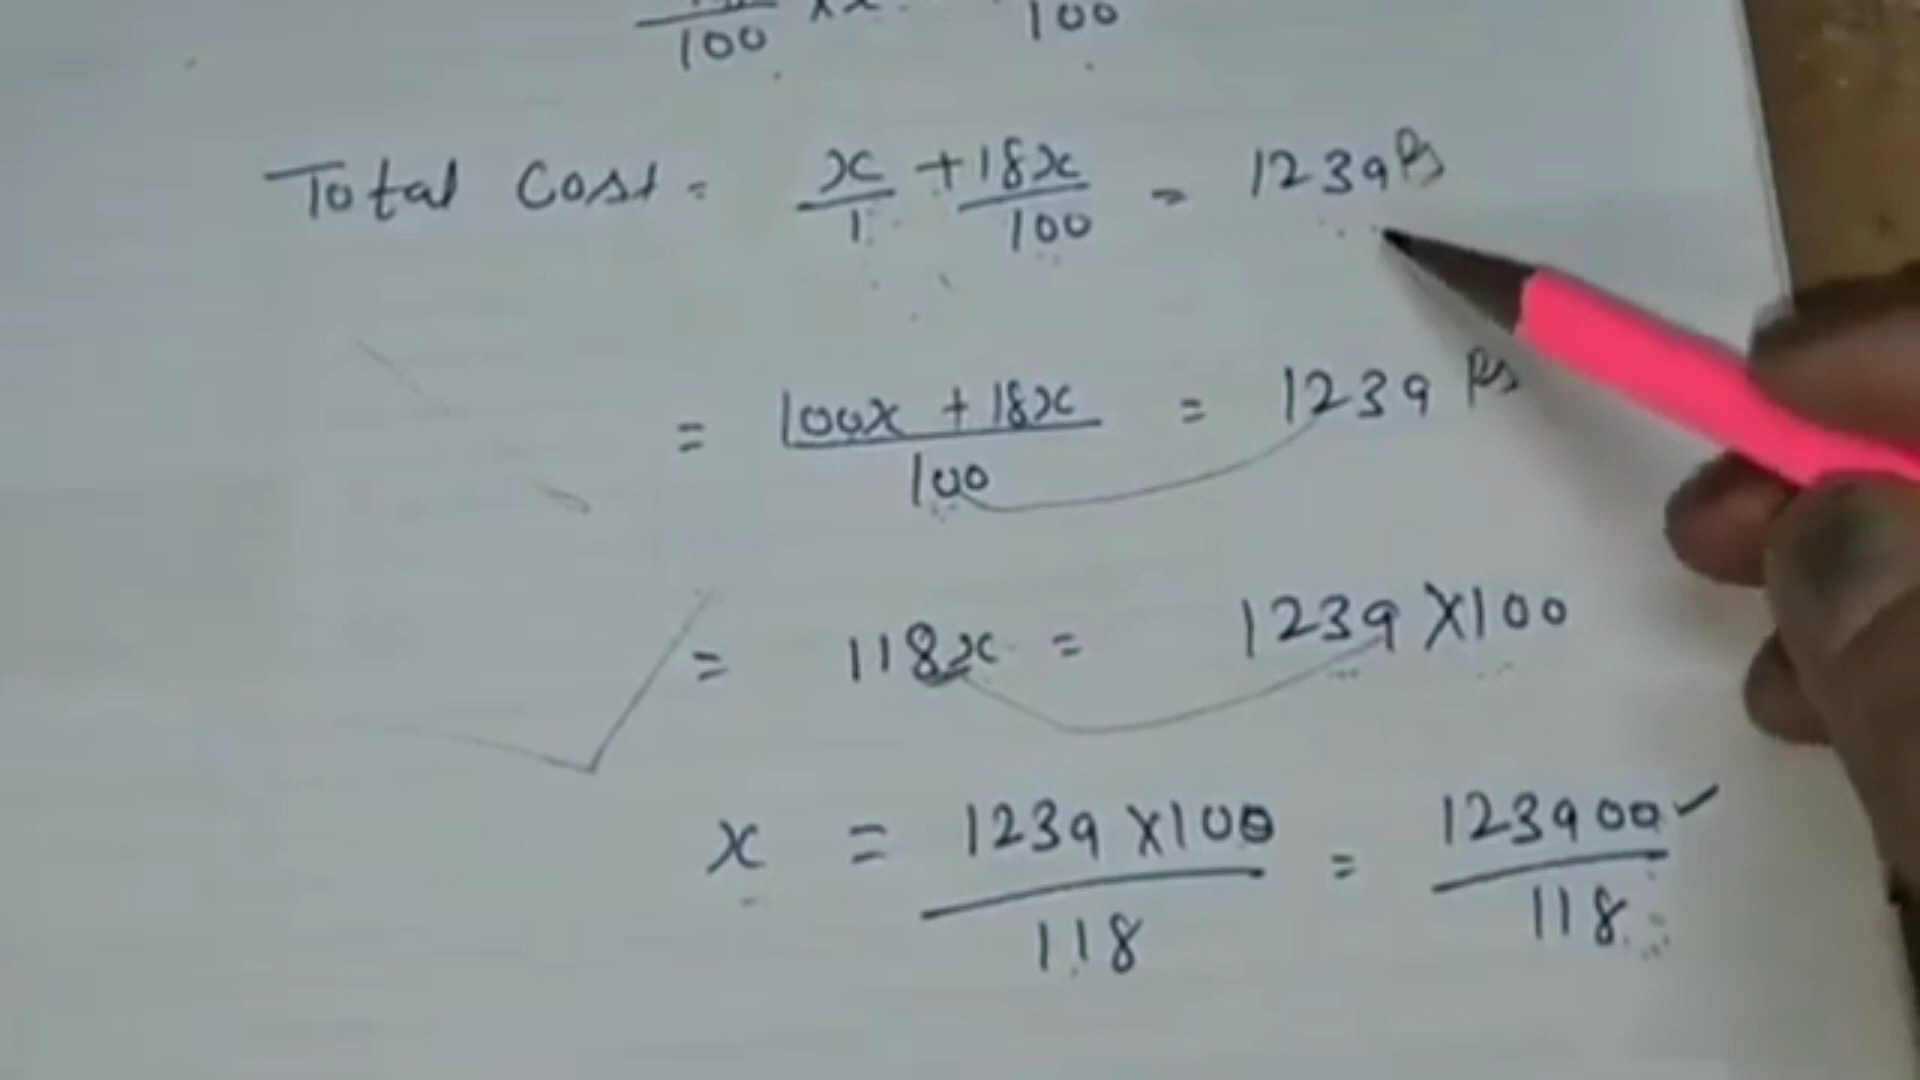 100 100
Total Cost = x/1 + 18x/100 = 1239 Rs
= 100x + 18x/100 = 1239 Rs
= 118x = 1239 X100
x = 1239 X100/118 = 123900/118